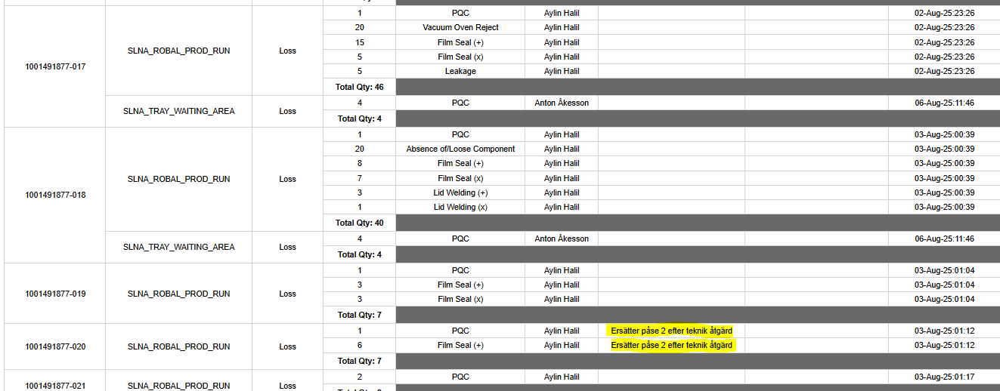 1 PQC Aylin Halil 02-Aug-25:23:26
20 Vacuum Oven Reject Aylin Halil 02-Aug-25:23:26
15 Film Seal (+) Aylin Halil 02-Aug-25:23:26
1001491877-017 SLNA_ROBAL_PROD_RUN Loss
5 Film Seal (x) Aylin Halil 02-Aug-25:23:26
5 Leakage Aylin Halil 02-Aug-25:23:26
Total Qty: 46
SLNA_TRAY_WAITING_AREA Loss 4 PQC Anton Åkesson 06-Aug-25:11:46
Total Qty: 4
1 PQC Aylin Halil 03-Aug-25:00:39
20 Absence of/Loose Component Aylin Halil 03-Aug-25:00:39
8 Film Seal (+) Aylin Halil 03-Aug-25:00:39
1001491877-018 SLNA_ROBAL_PROD_RUN Loss
7 Film Seal (x) Aylin Halil 03-Aug-25:00:39
3 Lid Welding (+) Aylin Halil 03-Aug-25:00:39
1 Lid Welding (x) Aylin Halil 03-Aug-25:00:39
Total Qty: 40
SLNA_TRAY_WAITING_AREA Loss 4 PQC Anton Åkesson 06-Aug-25:11:46
Total Qty: 4
1 PQC Aylin Halil 03-Aug-25:01:04
3 Film Seal (+) Aylin Halil 03-Aug-25:01:04
1001491877-019 SLNA_ROBAL_PROD_RUN Loss
3 Film Seal (x) Aylin Halil 03-Aug-25:01:04
Total Qty: 7
1 PQC Aylin Halil Ersätter påse 2 efter teknik åtgärd 03-Aug-25:01:12
1001491877-020 SLNA_ROBAL_PROD_RUN Loss
6 Film Seal (+) Aylin Halil Ersätter påse 2 efter teknik åtgärd 03-Aug-25:01:12
Total Qty: 7
2 PQC Aylin Halil 03-Aug-25:01:17
1001491877-021 SLNA_ROBAL_PROD_RUN Loss